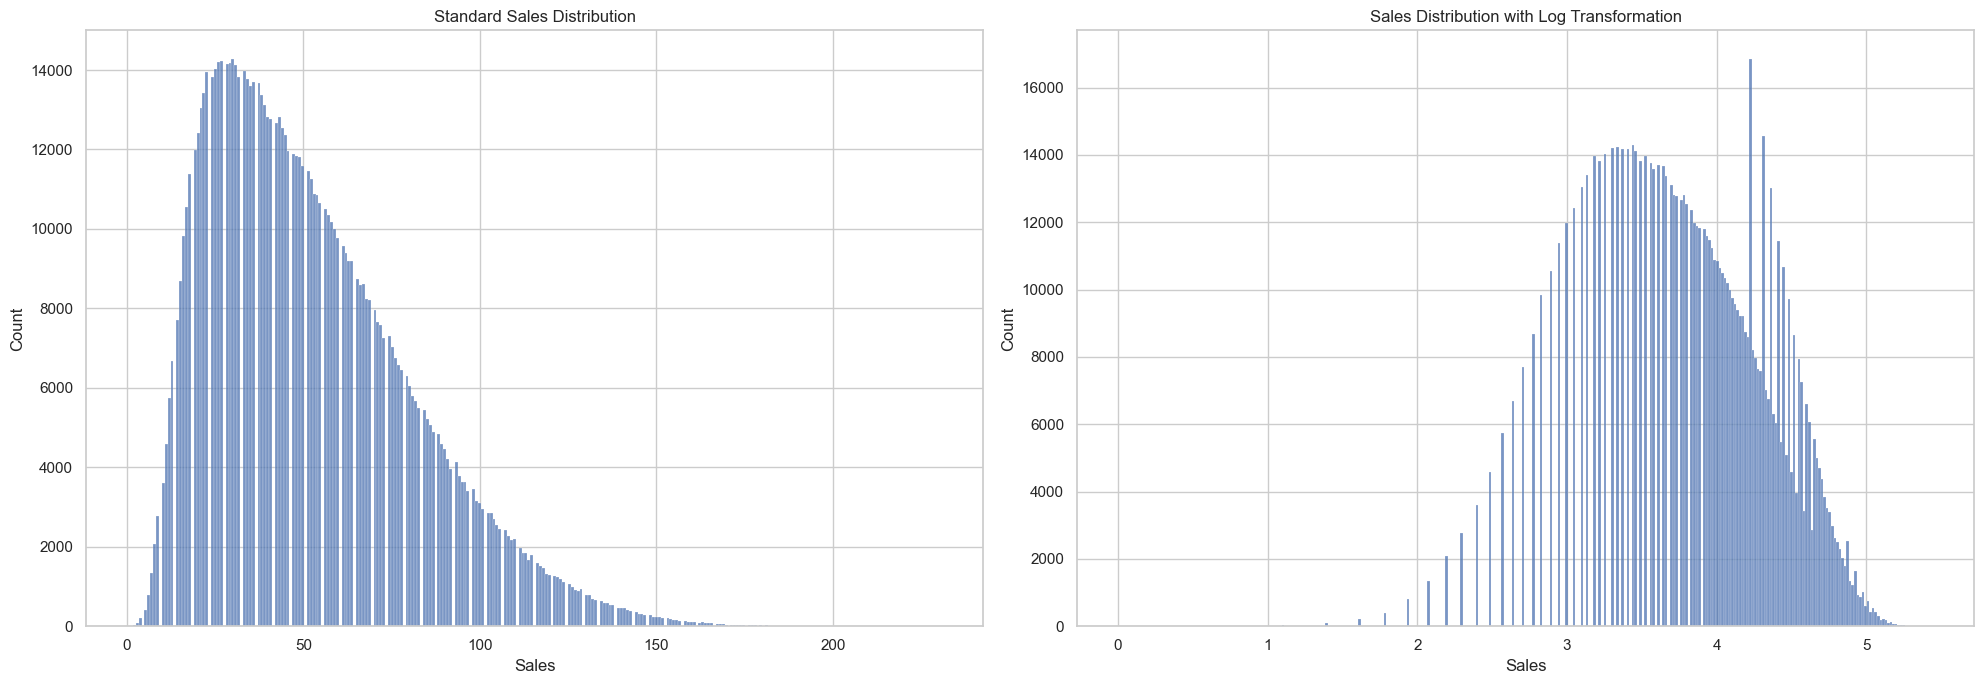 Standard Sales Distribution
14000
12000
10000
8000
6000
4000
2000
0
Count
0 50 100 150 200
Sales
Sales Distribution with Log Transformation
16000
14000
12000
10000
8000
6000
4000
2000
0
Count
0 1 2 3 4 5
Sales